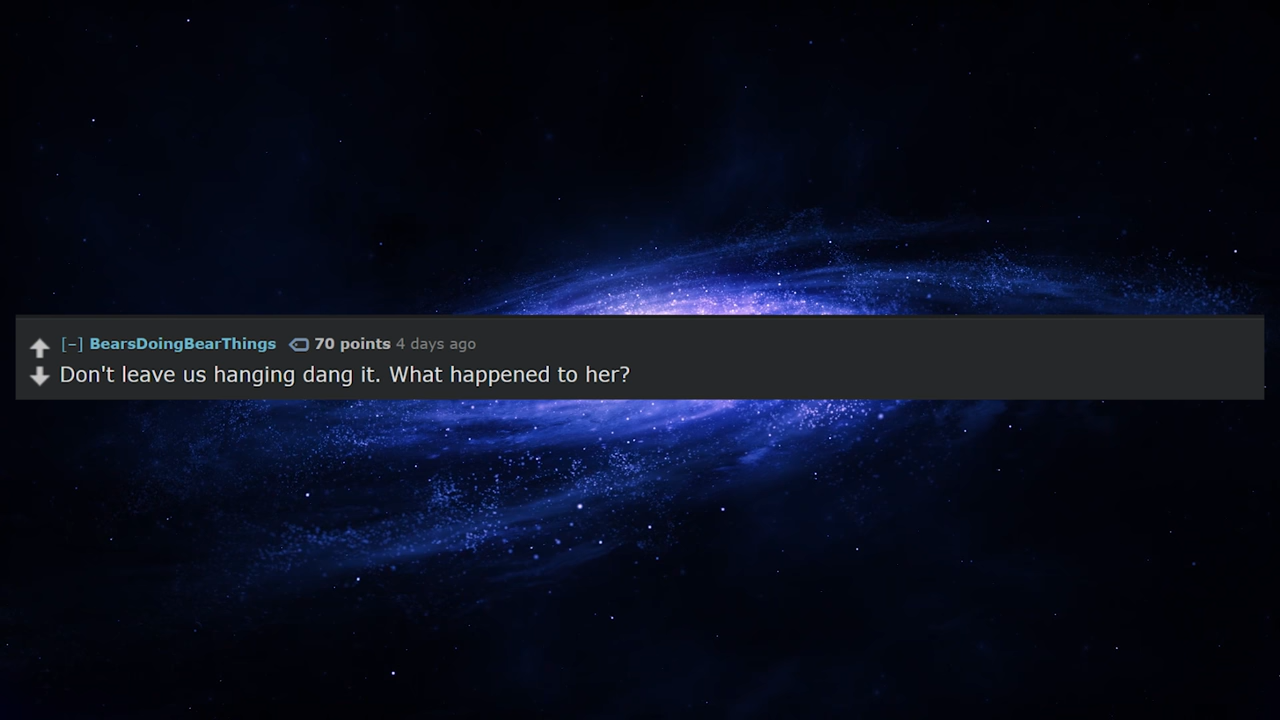 [–] BearsDoingBearThings 70 points 4 days ago
Don't leave us hanging dang it. What happened to her?